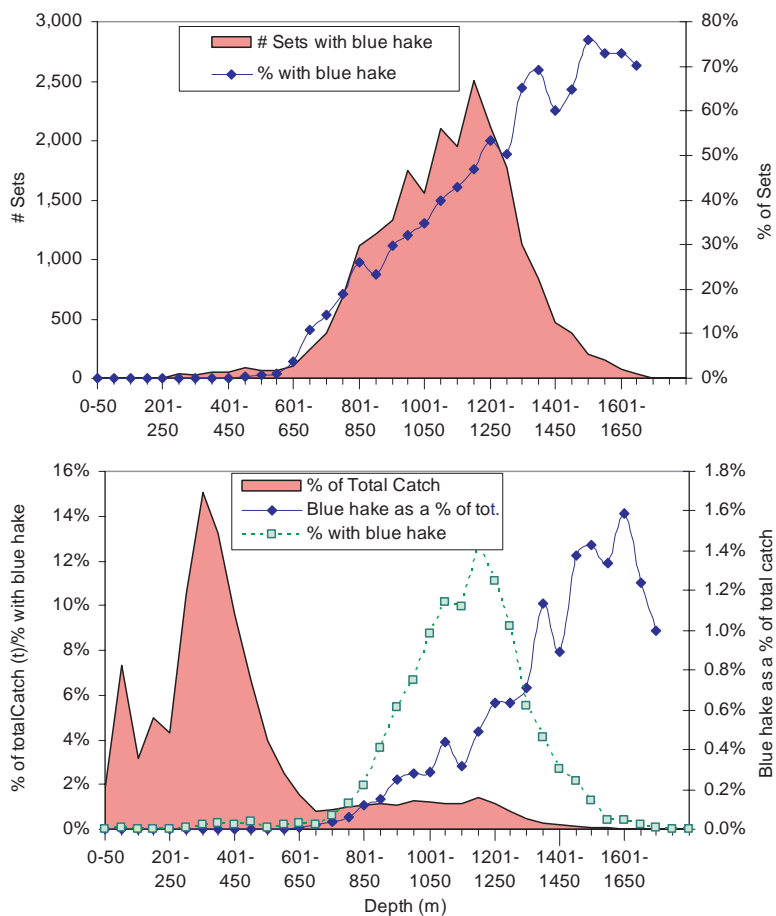 3,000
2,500
2,000
1,500
1,000
500
0
# Sets
# Sets with blue hake
% with blue hake
80%
70%
60%
50%
40%
30%
20%
10%
0%
% of Sets
0-50 201-250 401-450 601-650 801-850 1001-1050 1201-1250 1401-1450 1601-1650
16%
14%
12%
10%
8%
6%
4%
2%
0%
% of totalCatch (t)/% with blue hake
% of Total Catch
Blue hake as a % of tot.
% with blue hake
1.8%
1.6%
1.4%
1.2%
1.0%
0.8%
0.6%
0.4%
0.2%
0.0%
Blue hake as a % of total catch
0-50 201-250 401-450 601-650 801-850 1001-1050 1201-1250 1401-1450 1601-1650
Depth (m)